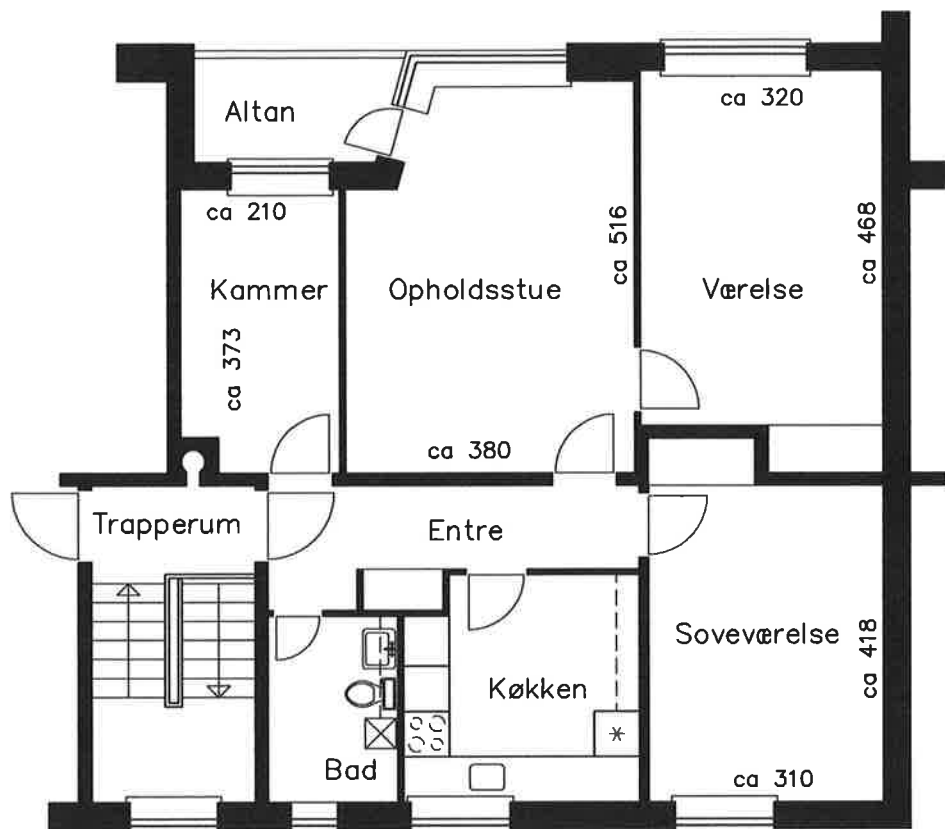 ca 320
Altan
ca 210
ca 516
ca 468
Kammer
Opholdsstue
Værelse
ca 373
ca 380
Trapperum
Entre
Soveværelse
ca 418
Køkken
Bad
ca 310